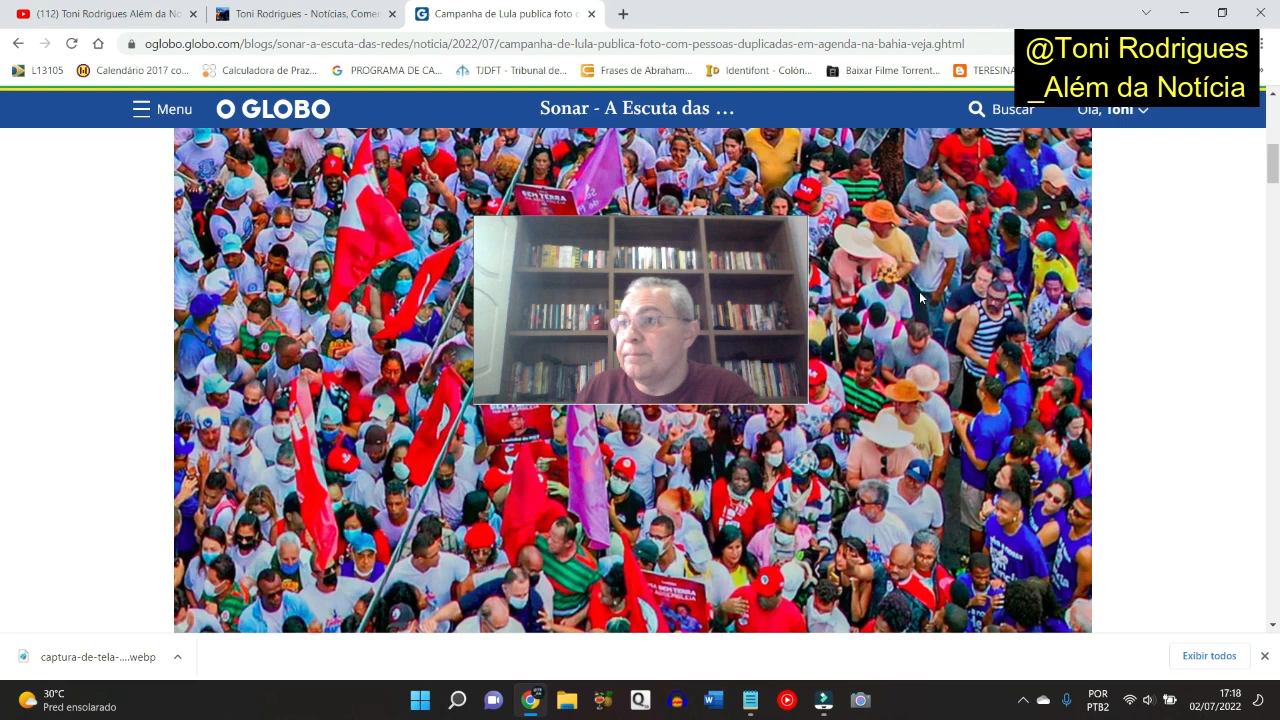 (112) Toni Rodrigues Além da No
Toni Rodrigues - Notícias, Come
Campanha de Lula publica foto c
oglobo.globo.com/blogs/sonar-a-escuta-das-redes/noticia/2022/07/campanha-de-lula-publica-foto-com-pessoas-duplicadas-em-agenda-na-bahia-veja.ghtml
@Toni Rodrigues
_Além da Notícia
L13105
Calendário 2017 co...
Calculadora de Praz...
PROGRAMA DE CA...
TJDFT - Tribunal de...
Frases de Abraham...
Identifont - Colón...
Baixar Filme Torrent...
TERESINA
Menu
O GLOBO
Sonar - A Escuta das ...
Buscar
Olá, Toni
SEM TERRA
captura-de-tela-....webp
Exibir todos
30°C
Pred ensolarado
POR
PTB2
17:18
02/07/2022